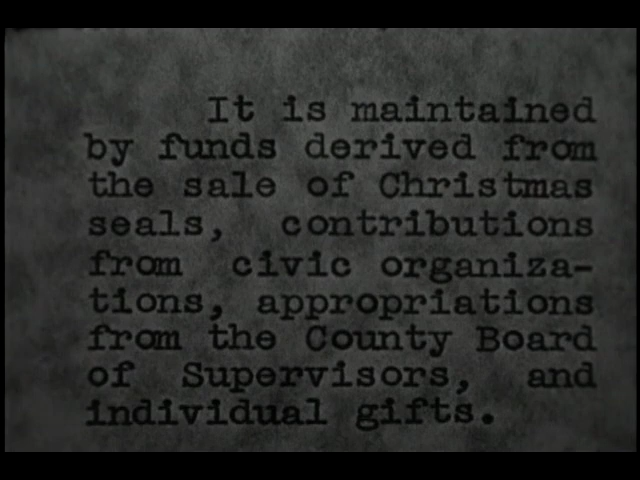 It is maintained
by funds derived from
the sale of Christmas
seals, contributions
from civic organiza-
tions, appropriations
from the County Board
of Supervisors, and
individual gifts.